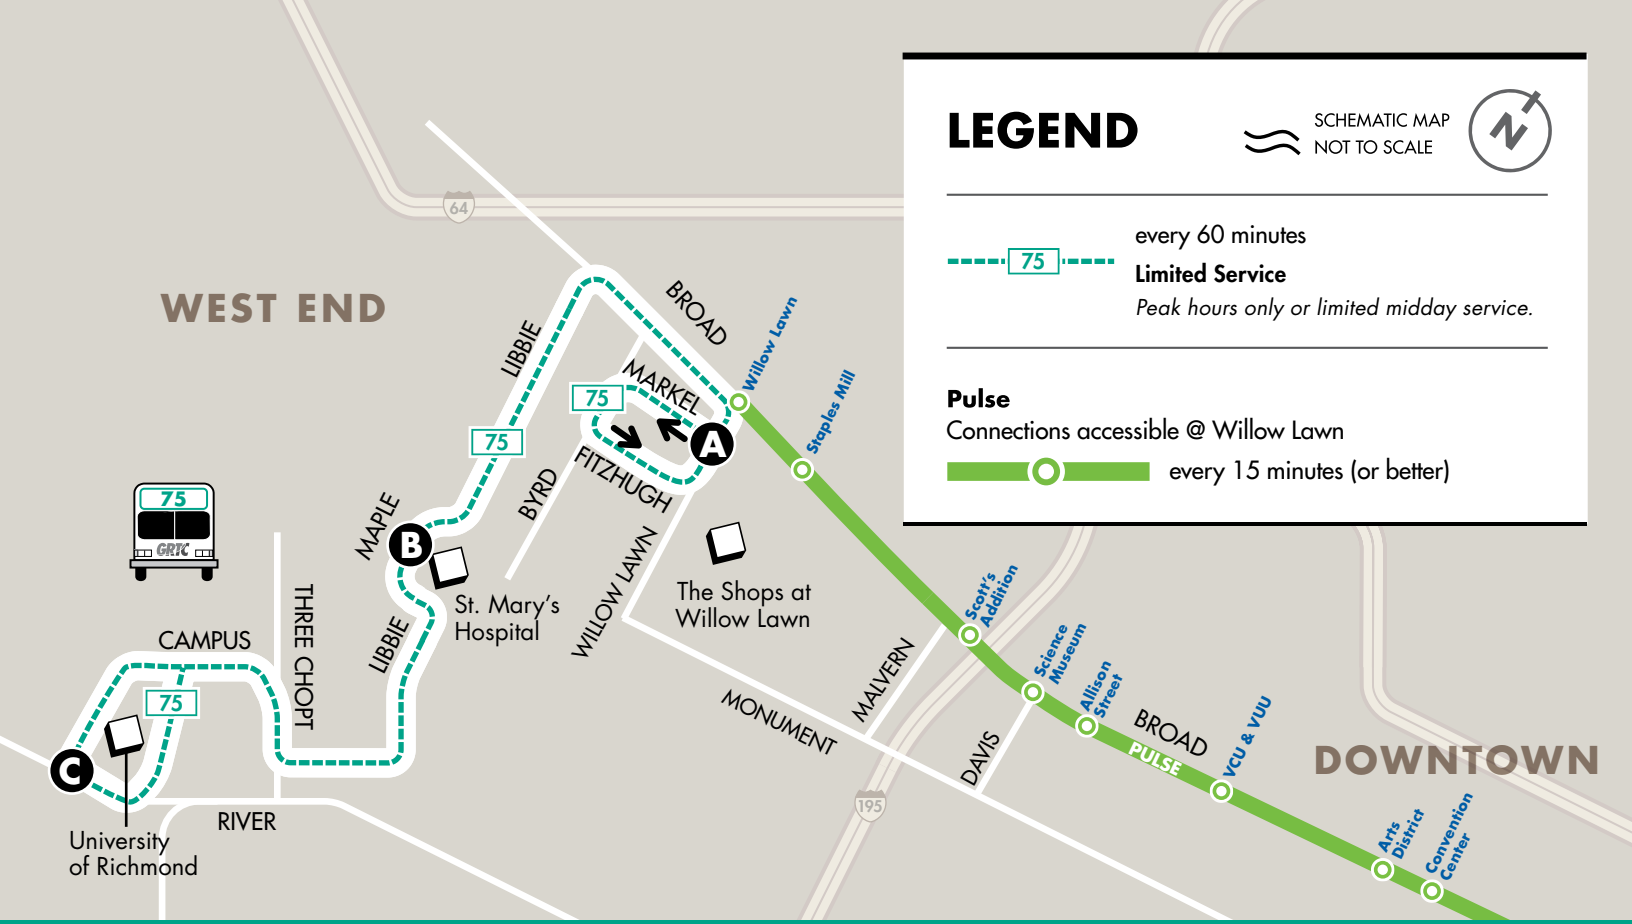 LEGEND
SCHEMATIC MAP
NOT TO SCALE
N
75
every 60 minutes
Limited Service
Peak hours only or limited midday service.
Pulse
Connections accessible @ Willow Lawn
every 15 minutes (or better)
64
WEST END
BROAD
LIBBIE
Willow Lawn
Staples Mill
MARKEL
75
A
75
FITZHUGH
BYRD
MAPLE
B
75
GRTC
WILLOW LAWN
The Shops at
Willow Lawn
St. Mary's
Hospital
LIBBIE
THREE CHOPT
CAMPUS
75
C
RIVER
University
of Richmond
MONUMENT
MALVERN
Scott's
Addition
Science
Museum
Allison
Street
DAVIS
195
BROAD
PULSE
VCU & VUU
DOWNTOWN
Arts
District
Convention
Center